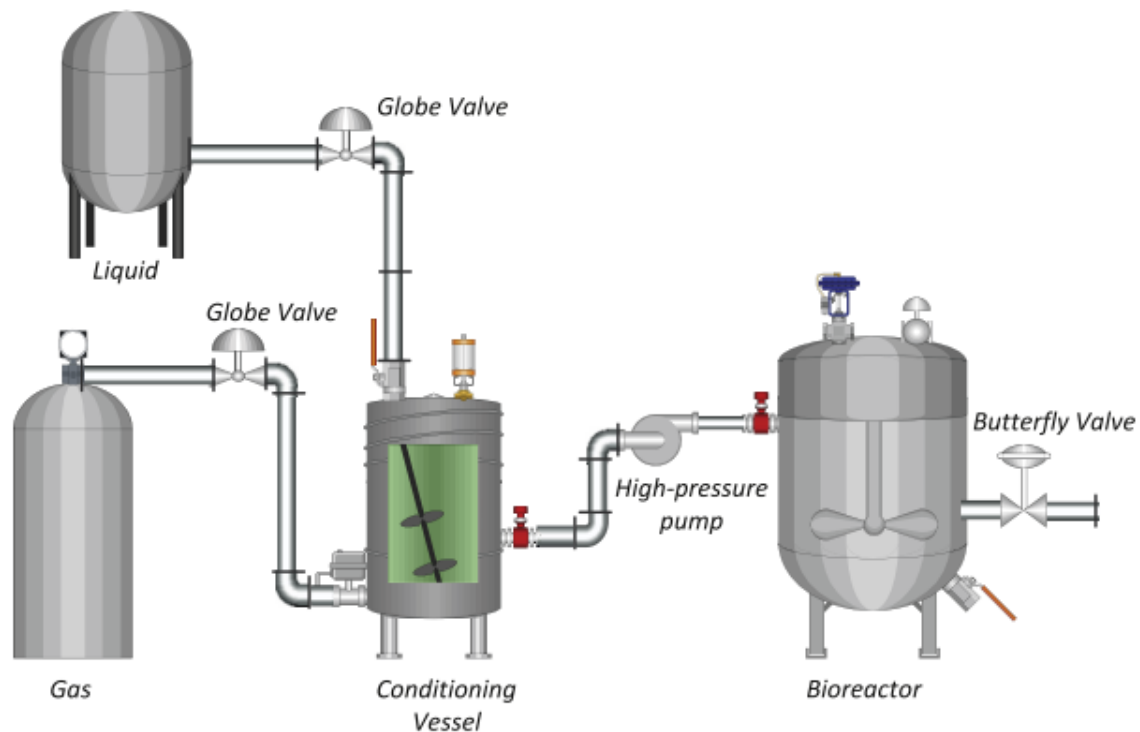 Globe Valve
Liquid
Globe Valve
Butterfly Valve
High-pressure
pump
Gas
Conditioning
Vessel
Bioreactor